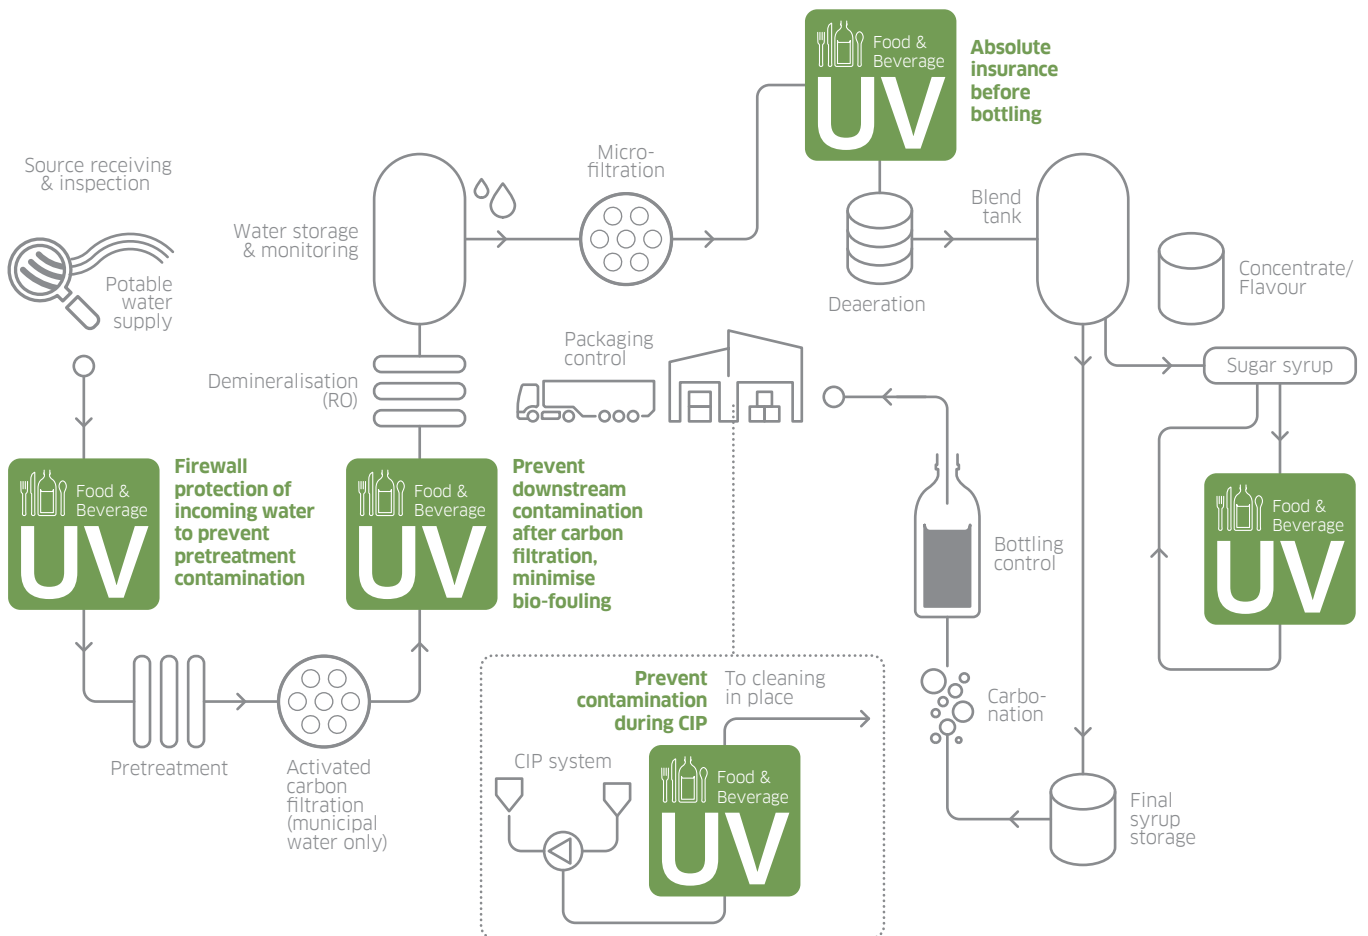 Food &
Beverage
UV
Absolute
insurance
before
bottling
Source receiving
& inspection
Potable
water
supply
Water storage
& monitoring
Micro-
filtration
Deaeration
Blend
tank
Concentrate/
Flavour
Sugar syrup
Demineralisation
(RO)
Packaging
control
Food &
Beverage
UV
Firewall
protection of
incoming water
to prevent
pretreatment
contamination
Food &
Beverage
UV
Prevent
downstream
contamination
after carbon
filtration,
minimise
bio-fouling
Bottling
control
Food &
Beverage
UV
Pretreatment
Activated
carbon
filtration
(municipal
water only)
Prevent
contamination
during CIP
To cleaning
in place
CIP system
Food &
Beverage
UV
Carbo-
nation
Final
syrup
storage